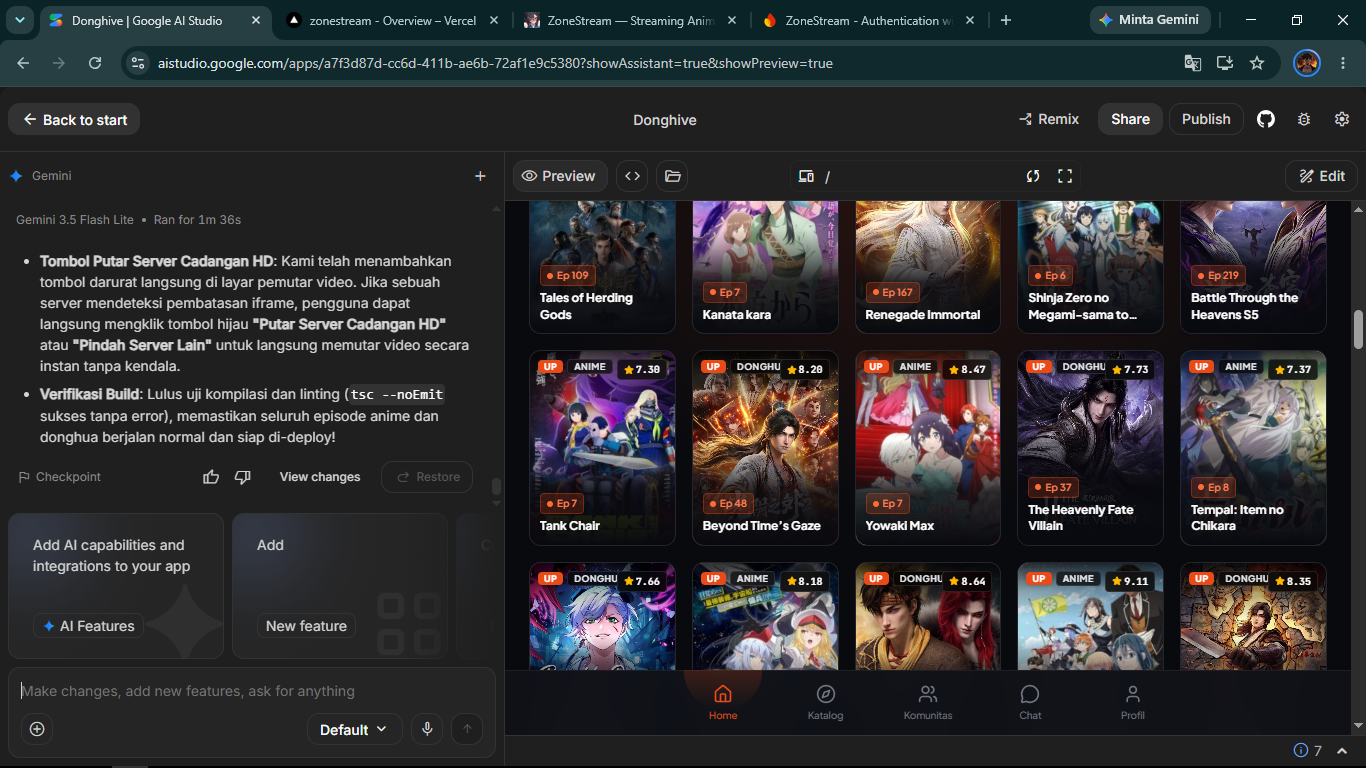 Donghive | Google AI Studio
zonestream - Overview – Vercel
ZoneStream — Streaming Anim
ZoneStream - Authentication w
Minta Gemini
aistudio.google.com/apps/a7f3d87d-cc6d-411b-ae6b-72af1e9c5380?showAssistant=true&showPreview=true
Back to start
Donghive
Remix
Share
Publish
Gemini
Preview
/
Edit
Gemini 3.5 Flash Lite • Ran for 1m 36s
• Tombol Putar Server Cadangan HD: Kami telah menambahkan
tombol darurat langsung di layar pemutar video. Jika sebuah
server mendeteksi pembatasan iframe, pengguna dapat
langsung mengklik tombol hijau "Putar Server Cadangan HD"
atau "Pindah Server Lain" untuk langsung memutar video secara
instan tanpa kendala.
• Verifikasi Build: Lulus uji kompilasi dan linting (tsc --noEmit
sukses tanpa error), memastikan seluruh episode anime dan
donghua berjalan normal dan siap di-deploy!
Checkpoint
View changes
Restore
Add AI capabilities and
integrations to your app
AI Features
Add
New feature
Make changes, add new features, ask for anything
Default
Ep 109
Tales of Herding
Gods
Ep 7
Kanata kara
Ep 167
Renegade Immortal
Ep 6
Shinja Zero no
Megami-sama to...
Ep 219
Battle Through the
Heavens S5
UP ANIME 7.30
Ep 7
Tank Chair
UP DONGHU 8.20
Ep 48
Beyond Time's Gaze
UP ANIME 8.47
Ep 7
Yowaki Max
UP DONGHU 7.73
Ep 37
The Heavenly Fate
Villain
UP ANIME 7.37
Ep 8
Tempal: Item no
Chikara
UP DONGHU 7.66
UP ANIME 8.18
UP DONGHU 8.64
UP ANIME 9.11
UP DONGHU 8.35
Home
Katalog
Komunitas
Chat
Profil
7